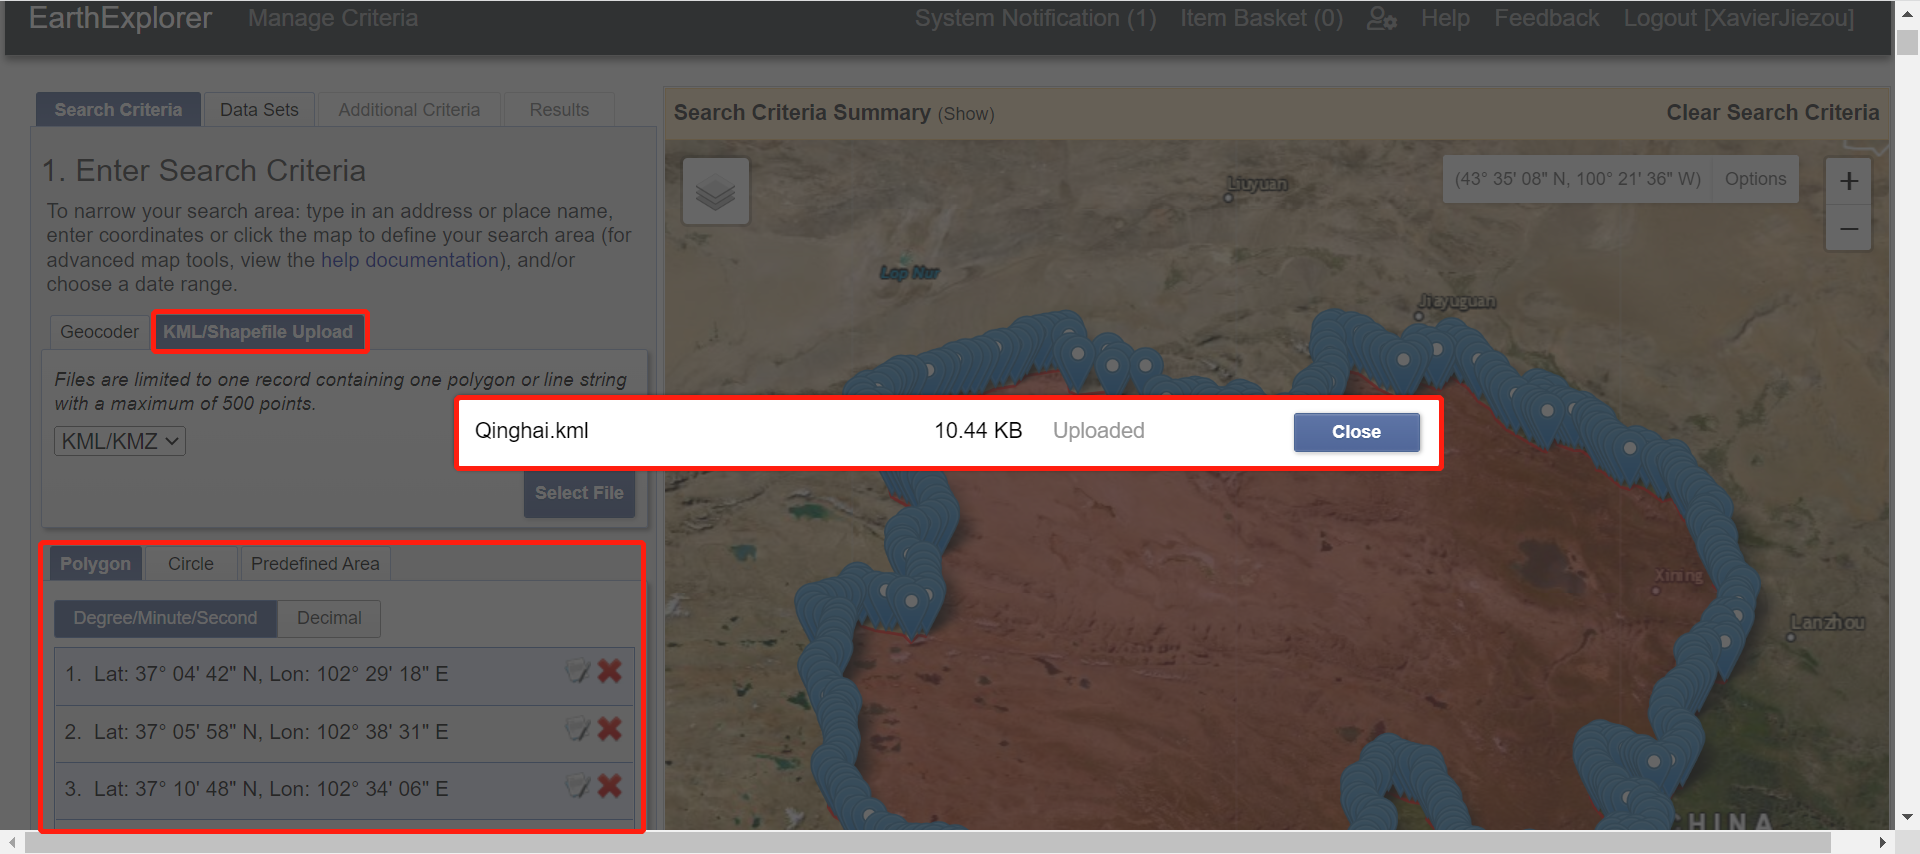 EarthExplorer
Manage Criteria
System Notification (1)
Item Basket (0)
Help
Feedback
Logout [XavierJiezou]
Search Criteria
Data Sets
Additional Criteria
Results
Search Criteria Summary (Show)
Clear Search Criteria
1. Enter Search Criteria
To narrow your search area: type in an address or place name,
enter coordinates or click the map to define your search area (for
advanced map tools, view the help documentation), and/or
choose a date range.
Geocoder
KML/Shapefile Upload
Files are limited to one record containing one polygon or line string
with a maximum of 500 points.
KML/KMZ
Select File
Qinghai.kml
10.44 KB
Uploaded
Close
Polygon
Circle
Predefined Area
Degree/Minute/Second
Decimal
1. Lat: 37° 04' 42" N, Lon: 102° 29' 18" E
2. Lat: 37° 05' 58" N, Lon: 102° 38' 31" E
3. Lat: 37° 10' 48" N, Lon: 102° 34' 06" E
(43° 35' 08" N, 100° 21' 36" W)
Options
+
−
Liuyuan
Lop Nur
Jiayuguan
Xining
Lanzhou
HINA